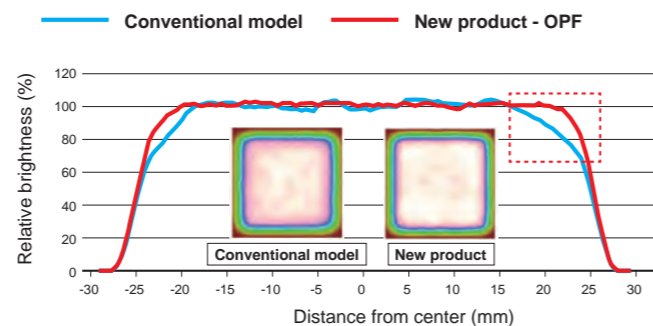 Conventional model New product - OPF
Relative brightness (%)
120
100
80
60
40
20
0
-30 -25 -20 -15 -10 -5 0 5 10 15 20 25 30
Conventional model New product
Distance from center (mm)